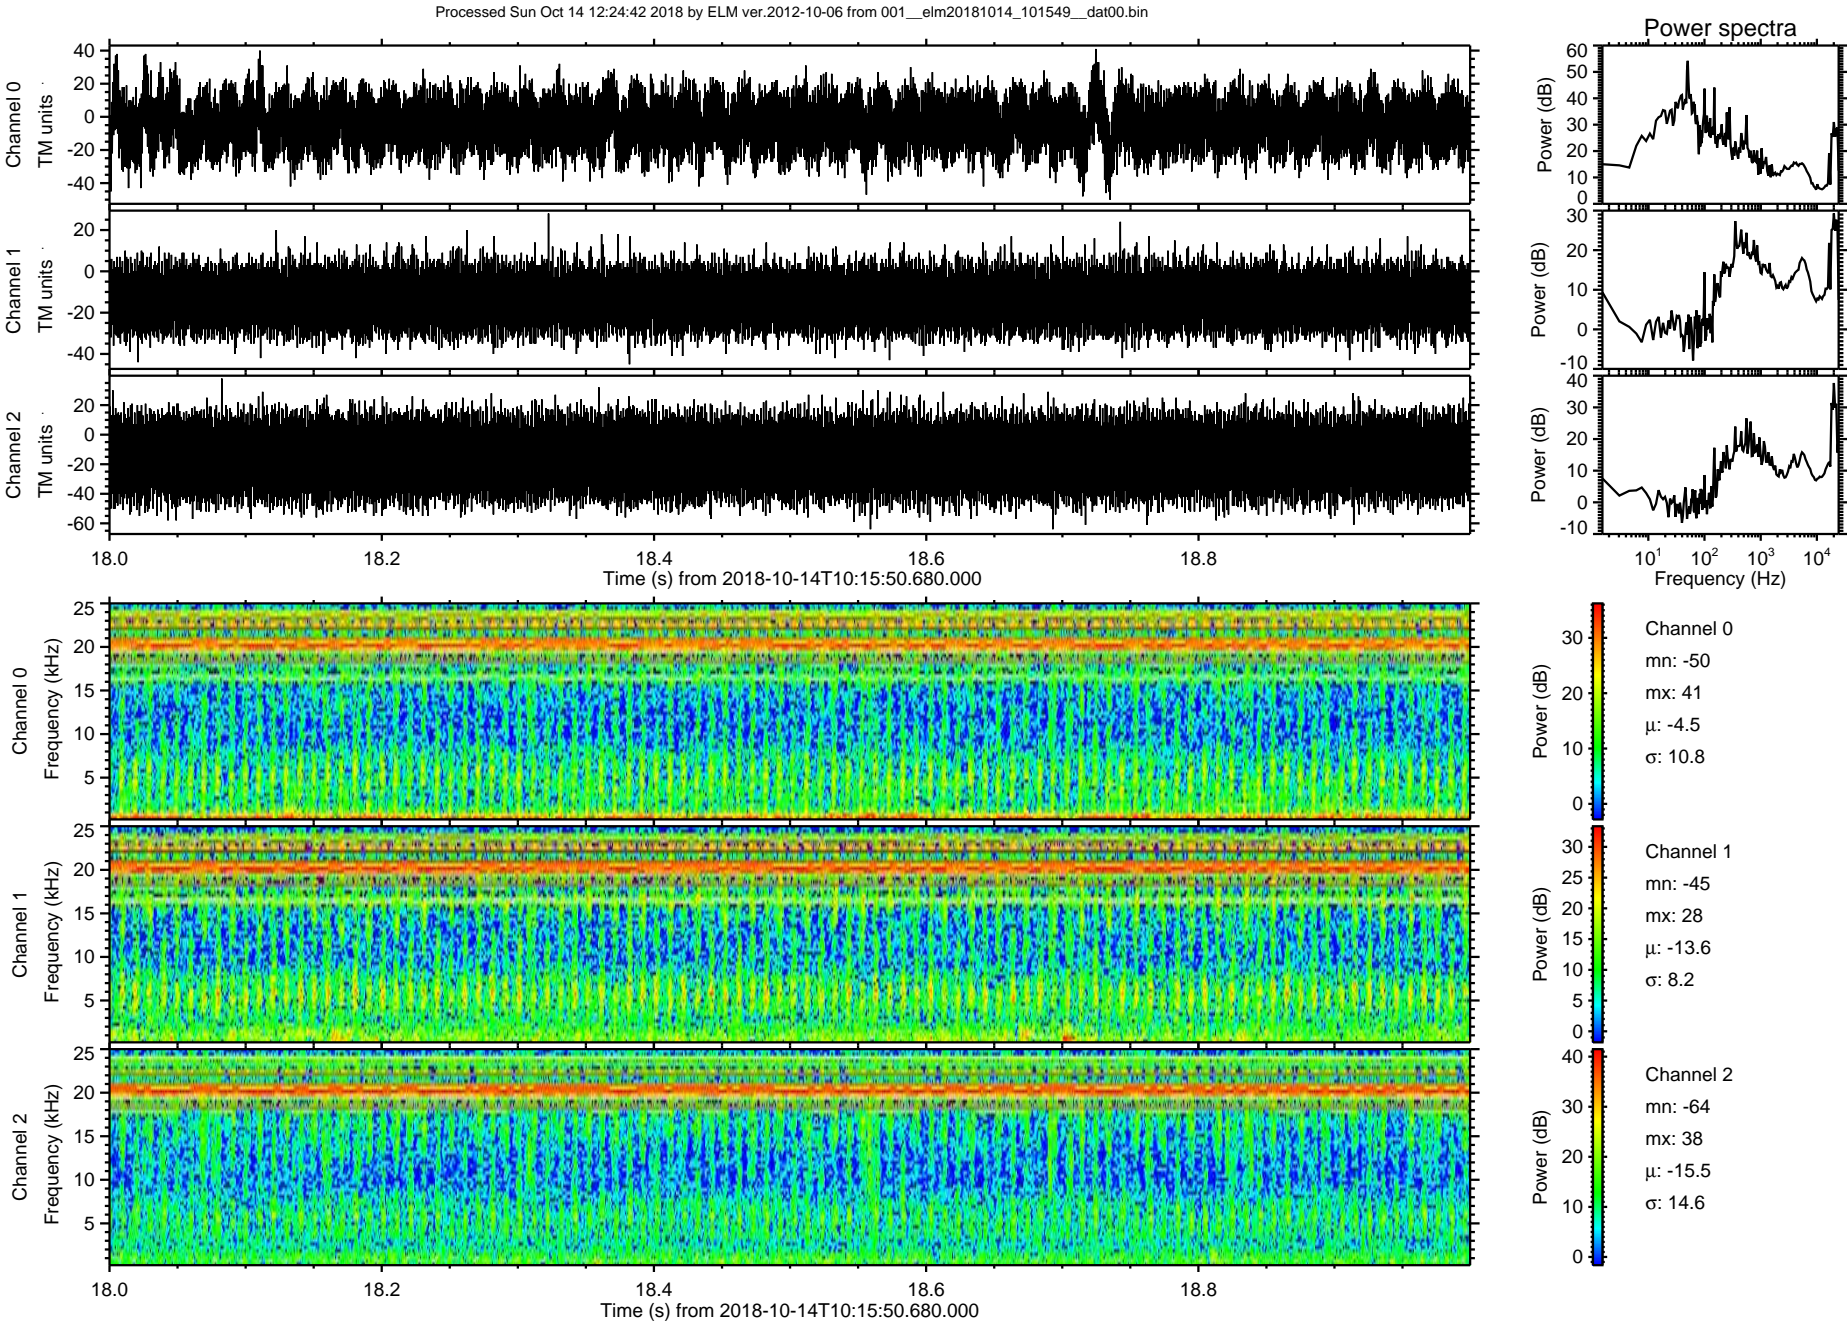 Processed Sun Oct 14 12:24:42 2018 by ELM ver.2012-10-06 from 001__elm20181014_101549__dat00.bin
Power spectra
Channel 0
TM units
40
20
0
-20
-40
Power (dB)
60
50
40
30
20
10
0
Channel 1
TM units
20
0
-20
-40
Power (dB)
30
20
10
0
-10
Channel 2
TM units
20
0
-20
-40
-60
Power (dB)
40
30
20
10
0
-10
18.0 18.2 18.4 18.6 18.8
Time (s) from 2018-10-14T10:15:50.680.000
10^1 10^2 10^3 10^4
Frequency (Hz)
Channel 0
Frequency (kHz)
25
20
15
10
5
Power (dB)
30
20
10
0
Channel 0
mn: -50
mx: 41
μ: -4.5
σ: 10.8
Channel 1
Frequency (kHz)
25
20
15
10
5
Power (dB)
30
25
20
15
10
5
0
Channel 1
mn: -45
mx: 28
μ: -13.6
σ: 8.2
Channel 2
Frequency (kHz)
25
20
15
10
5
Power (dB)
40
30
20
10
0
Channel 2
mn: -64
mx: 38
μ: -15.5
σ: 14.6
18.0 18.2 18.4 18.6 18.8
Time (s) from 2018-10-14T10:15:50.680.000